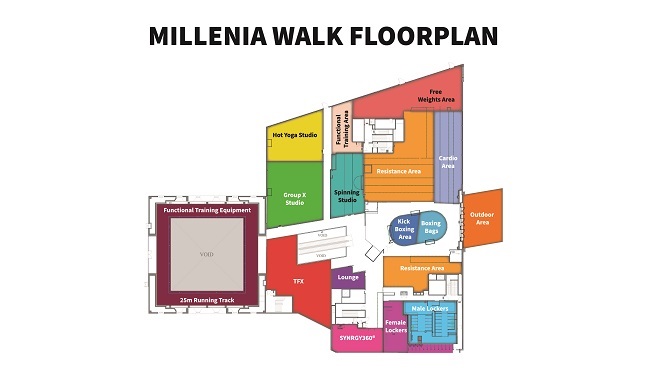 MILLENIA WALK FLOORPLAN
Free
Weights Area
Functional
Training Area
Hot Yoga Studio
Cardio
Area
Resistance Area
Group X
Studio
Spinning
Studio
Functional Training Equipment
VOID
25m Running Track
VOID
VOID
Kick
Boxing
Area
Boxing
Bags
Outdoor
Area
TFX
Lounge
Resistance Area
Male Lockers
Female
Lockers
SYNRGY360°